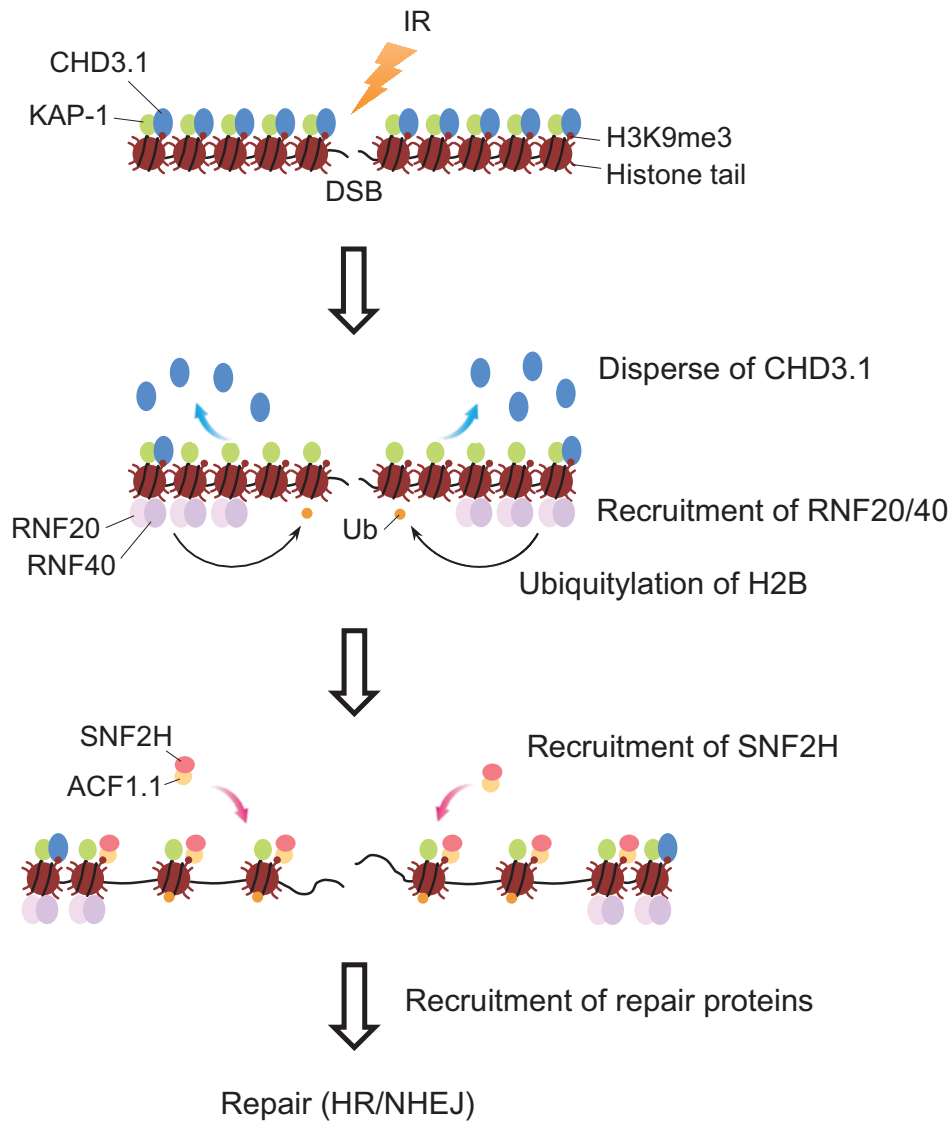 IR
CHD3.1
KAP-1
H3K9me3
Histone tail
DSB
Disperse of CHD3.1
RNF20
RNF40
Ub
Recruitment of RNF20/40
Ubiquitylation of H2B
SNF2H
ACF1.1
Recruitment of SNF2H
Recruitment of repair proteins
Repair (HR/NHEJ)